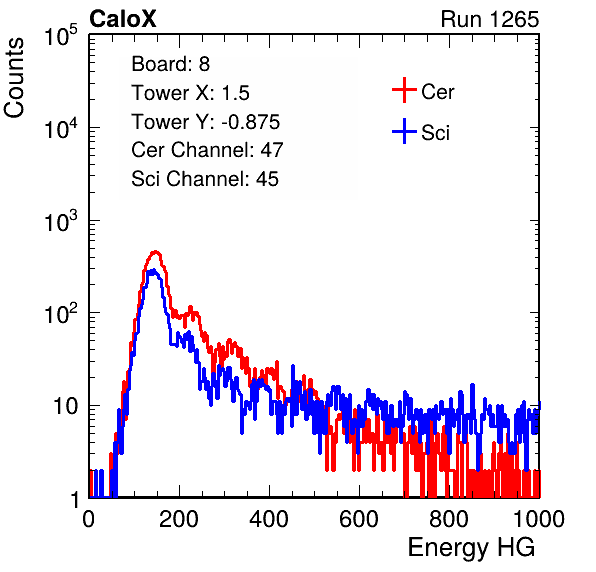 CaloX Run 1265
Counts
Board: 8
Tower X: 1.5
Tower Y: -0.875
Cer Channel: 47
Sci Channel: 45
Cer
Sci
10^5
10^4
10^3
10^2
10
1
0 200 400 600 800 1000
Energy HG